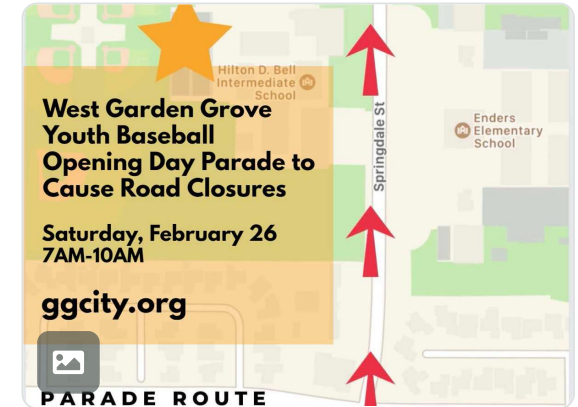 Hilton D. Bell
Intermediate
School
West Garden Grove
Youth Baseball
Opening Day Parade to
Cause Road Closures
Saturday, February 26
7AM-10AM
ggcity.org
PARADE ROUTE
Springdale St
Enders
Elementary
School